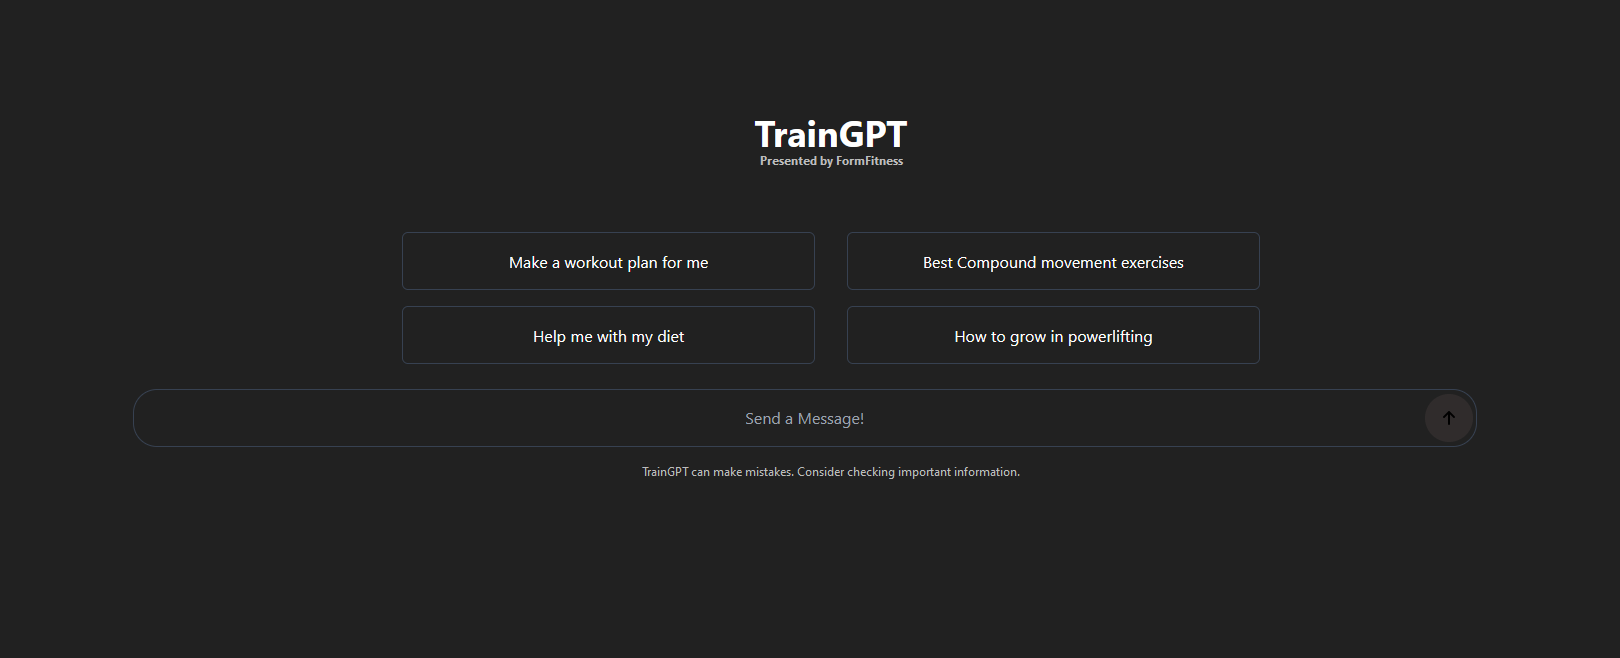 TrainGPT
Presented by FormFitness
Make a workout plan for me
Best Compound movement exercises
Help me with my diet
How to grow in powerlifting
Send a Message!
TrainGPT can make mistakes. Consider checking important information.